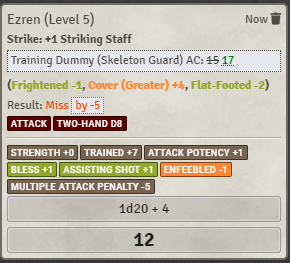 Ezren (Level 5) Now
Strike: +1 Striking Staff
Training Dummy (Skeleton Guard) AC: 15 17
(Frightened -1, Cover (Greater) +4, Flat-Footed -2)
Result: Miss by -5
ATTACK TWO-HAND D8
STRENGTH +0 TRAINED +7 ATTACK POTENCY +1
BLESS +1 ASSISTING SHOT +1 ENFEEBLED -1
MULTIPLE ATTACK PENALTY -5
1d20 + 4
12